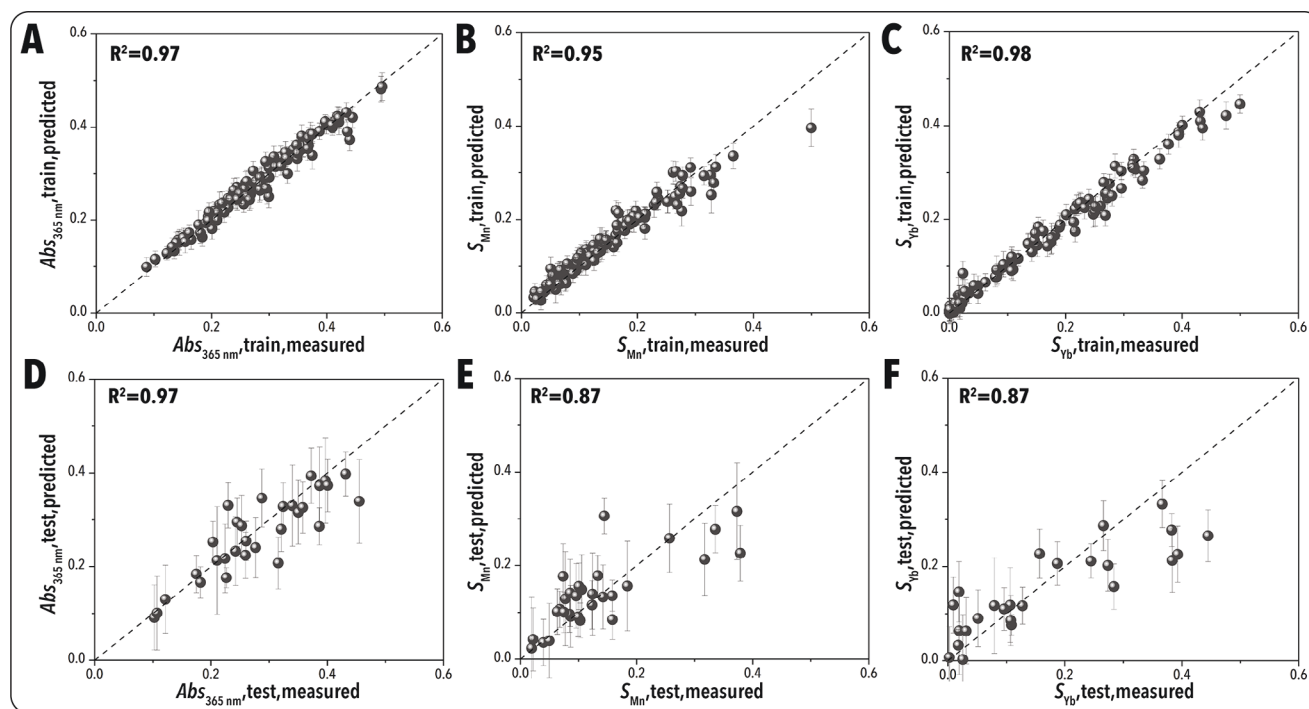 A
R²=0.97
0.6
0.4
0.2
0.0
0.0 0.2 0.4 0.6
Abs365 nm,train,predicted
Abs365 nm,train,measured
B
R²=0.95
0.6
0.4
0.2
0.0
0.0 0.2 0.4 0.6
SMn,train,predicted
SMn,train,measured
C
R²=0.98
0.6
0.4
0.2
0.0
0.0 0.2 0.4 0.6
SYb,train,predicted
SYb,train,measured
D
R²=0.97
0.6
0.4
0.2
0.0
0.0 0.2 0.4 0.6
Abs365 nm,test,predicted
Abs365 nm,test,measured
E
R²=0.87
0.6
0.4
0.2
0.0
0.0 0.2 0.4 0.6
SMn,test,predicted
SMn,test,measured
F
R²=0.87
0.6
0.4
0.2
0.0
0.0 0.2 0.4 0.6
SYb,test,predicted
SYb,test,measured